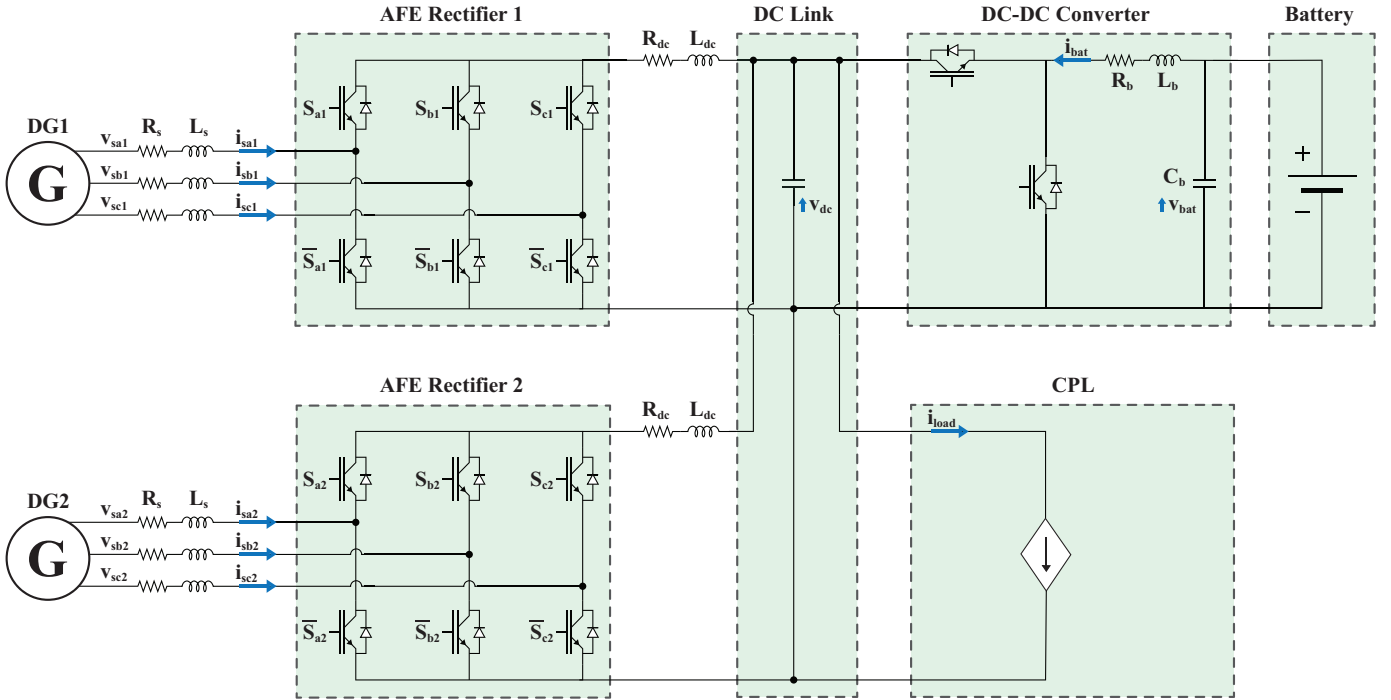 AFE Rectifier 1
DC Link
DC-DC Converter
Battery
R_dc L_dc
i_bat
R_b L_b
S_a1 S_b1 S_c1
DG1
G
v_sa1 R_s L_s i_sa1
v_sb1 i_sb1
v_sc1 i_sc1
v_dc
C_b
v_bat
+
−
S̅_a1 S̅_b1 S̅_c1
AFE Rectifier 2
CPL
R_dc L_dc
i_load
S_a2 S_b2 S_c2
DG2
G
v_sa2 R_s L_s i_sa2
v_sb2 i_sb2
v_sc2 i_sc2
S̅_a2 S̅_b2 S̅_c2